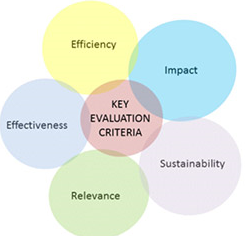 Efficiency
Impact
KEY
EVALUATION
CRITERIA
Effectiveness
Sustainability
Relevance